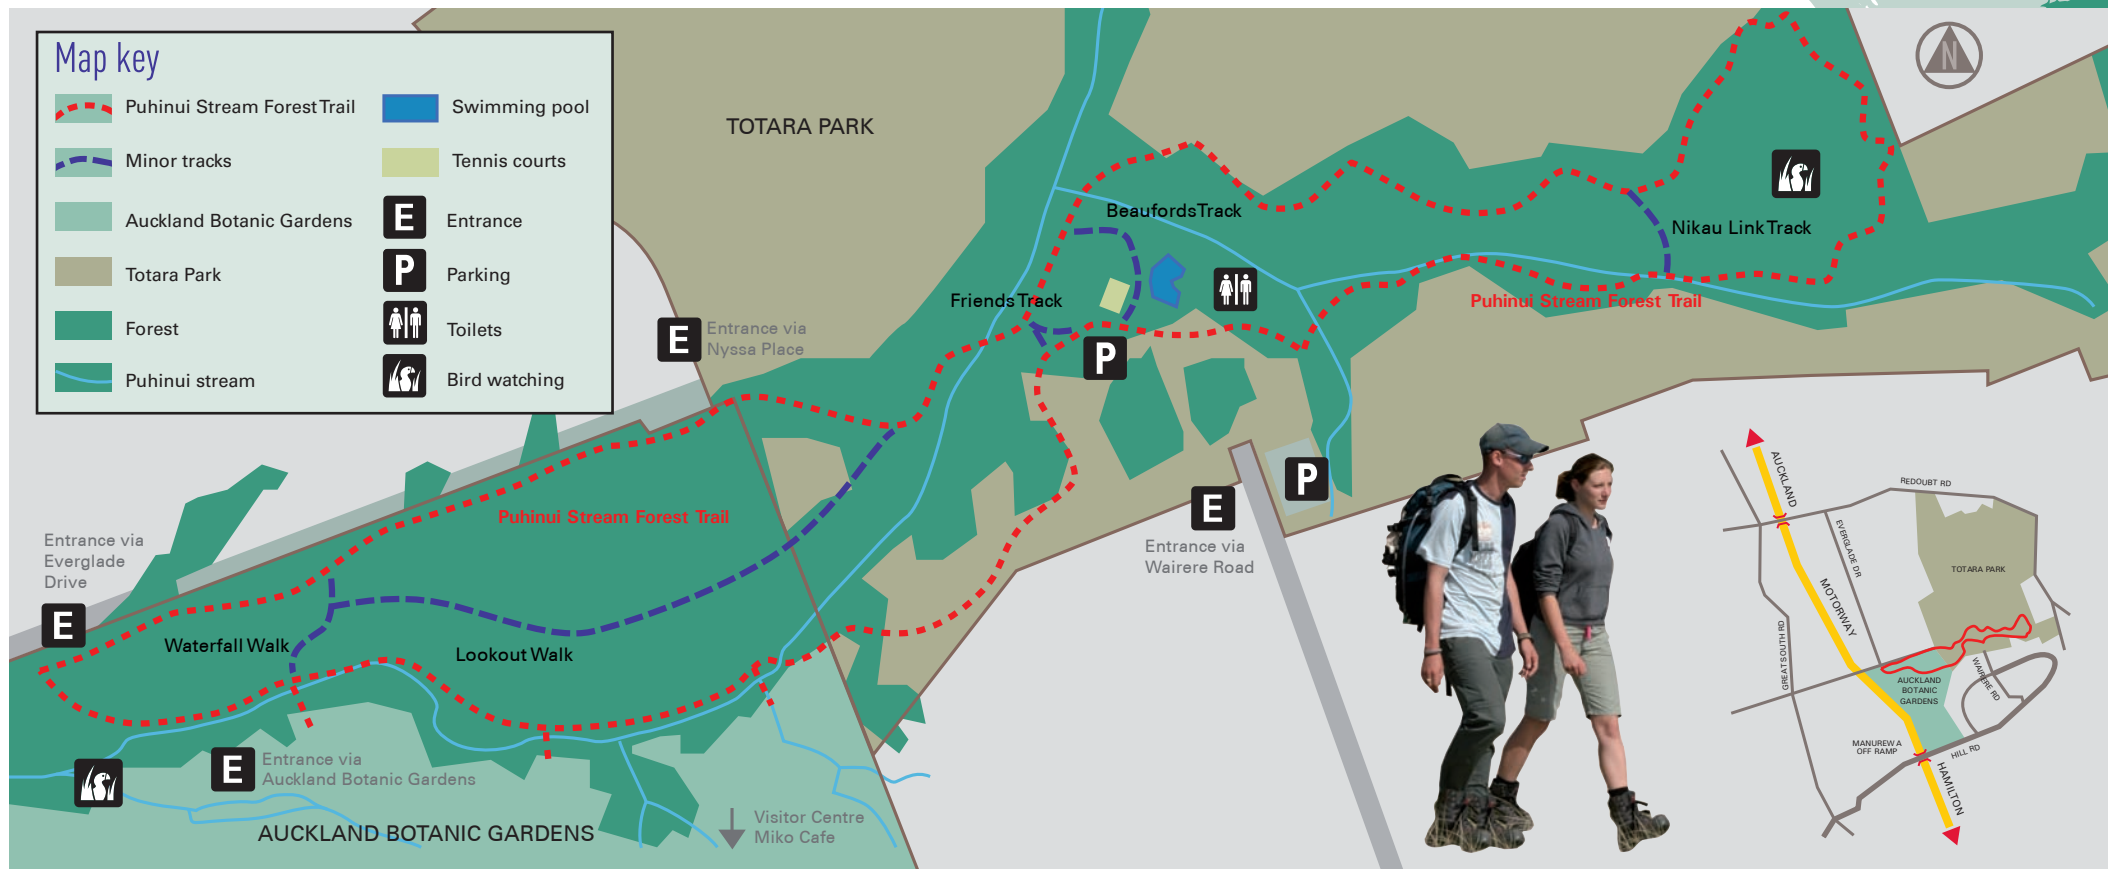 Map key
Puhinui Stream Forest Trail
Minor tracks
Auckland Botanic Gardens
Totara Park
Forest
Puhinui stream
Swimming pool
Tennis courts
E
Entrance
P
Parking
Toilets
Bird watching
TOTARA PARK
N
Beaufords Track
Nikau Link Track
Friends Track
Puhinui Stream Forest Trail
E
Entrance via
Nyssa Place
P
P
E
Entrance via
Wairere Road
Puhinui Stream Forest Trail
Entrance via
Everglade
Drive
E
Waterfall Walk
Lookout Walk
E
Entrance via
Auckland Botanic Gardens
AUCKLAND BOTANIC GARDENS
Visitor Centre
Miko Cafe
AUCKLAND
REDOUBT RD
EVERGLADE DR
TOTARA PARK
MOTORWAY
GREAT SOUTH RD
AUCKLAND
BOTANIC
GARDENS
WAIRERE RD
MANUREWA
OFF RAMP
HILL RD
HAMILTON